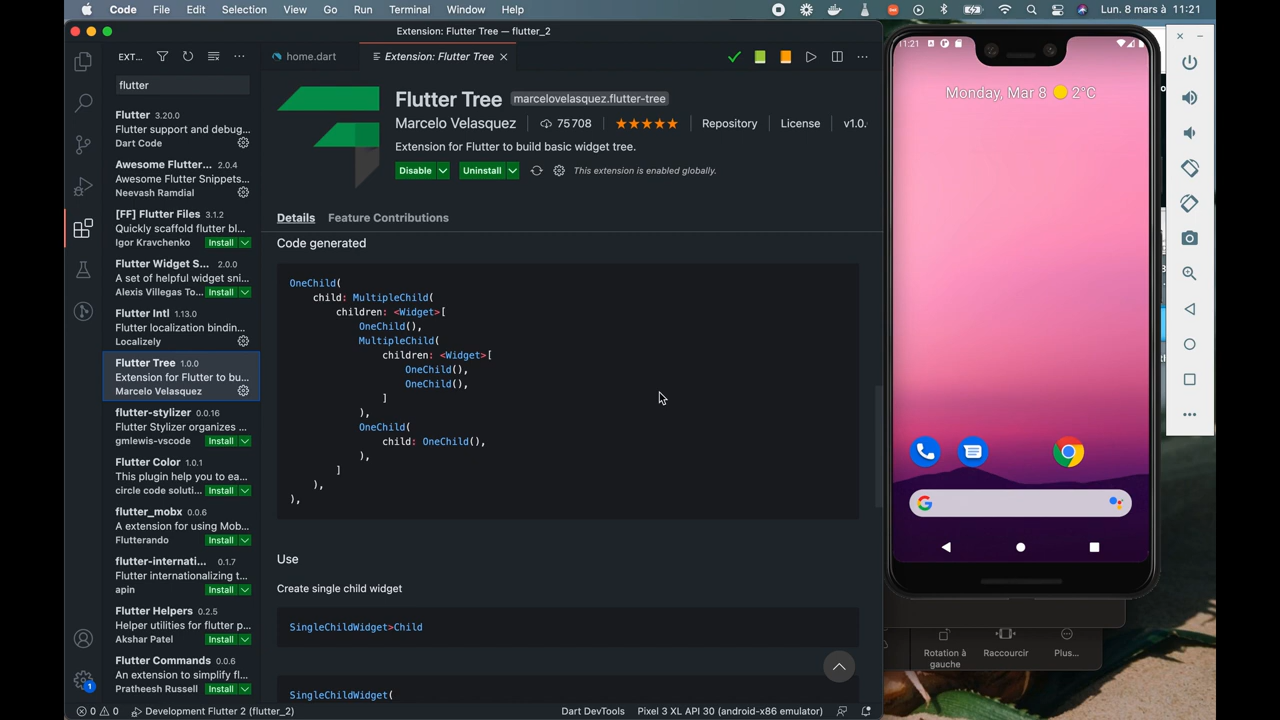 Code File Edit Selection View Go Run Terminal Window Help
Lun. 8 mars à 11:21
Extension: Flutter Tree — flutter_2
EXT...
home.dart
Extension: Flutter Tree
flutter
Flutter 3.20.0
Flutter support and debug...
Dart Code
Awesome Flutter... 2.0.4
Awesome Flutter Snippets...
Neevash Ramdial
[FF] Flutter Files 3.1.2
Quickly scaffold flutter bl...
Igor Kravchenko Install
Flutter Widget S... 2.0.0
A set of helpful widget sni...
Alexis Villegas To... Install
Flutter Intl 1.13.0
Flutter localization bindin...
Localizely
Flutter Tree 1.0.0
Extension for Flutter to bu...
Marcelo Velasquez
flutter-stylizer 0.0.16
Flutter Stylizer organizes ...
gmlewis-vscode Install
Flutter Color 1.0.1
This plugin help you to ea...
circle code soluti... Install
flutter_mobx 0.0.6
A extension for using Mob...
Flutterando Install
flutter-internati... 0.1.7
Flutter internationalizing t...
apin Install
Flutter Helpers 0.2.5
Helper utilities for flutter p...
Akshar Patel Install
Flutter Commands 0.0.6
An extension to simplify fl...
Pratheesh Russell Install
Flutter Tree marcelovelasquez.flutter-tree
Marcelo Velasquez 75 708 Repository License v1.0.
Extension for Flutter to build basic widget tree.
Disable Uninstall This extension is enabled globally.
Details Feature Contributions
Code generated
OneChild(
child: MultipleChild(
children: <Widget>[
OneChild(),
MultipleChild(
children: <Widget>[
OneChild(),
OneChild(),
]
),
OneChild(
child: OneChild(),
),
]
),
),
Use
Create single child widget
SingleChildWidget>Child
SingleChildWidget(
1
0 0 Development Flutter 2 (flutter_2)
Dart DevTools Pixel 3 XL API 30 (android-x86 emulator)
11:21
Monday, Mar 8 2°C
Rotation à
gauche
Raccourcir
Plus...